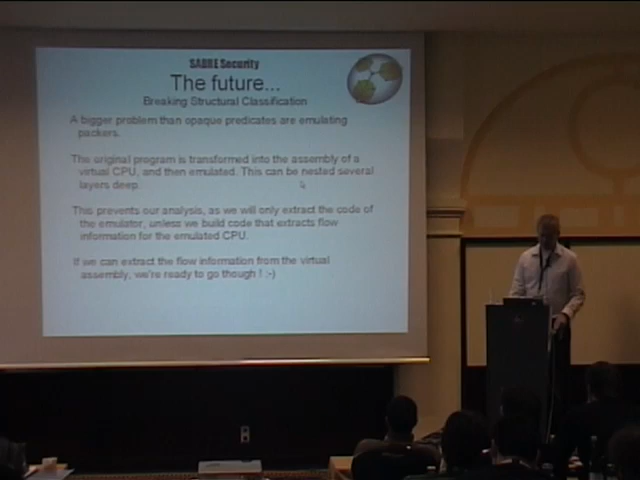 SABRE Security
The future...
Breaking Structural Classification
A bigger problem than opaque predicates are emulating
packers.
The original program is transformed into the assembly of a
virtual CPU, and then emulated. This can be nested several
layers deep.
This prevents our analysis, as we will only extract the code of
the emulator, unless we build code that extracts flow
information for the emulated CPU.
If we can extract the flow information from the virtual
assembly, we're ready to go though ! :-)